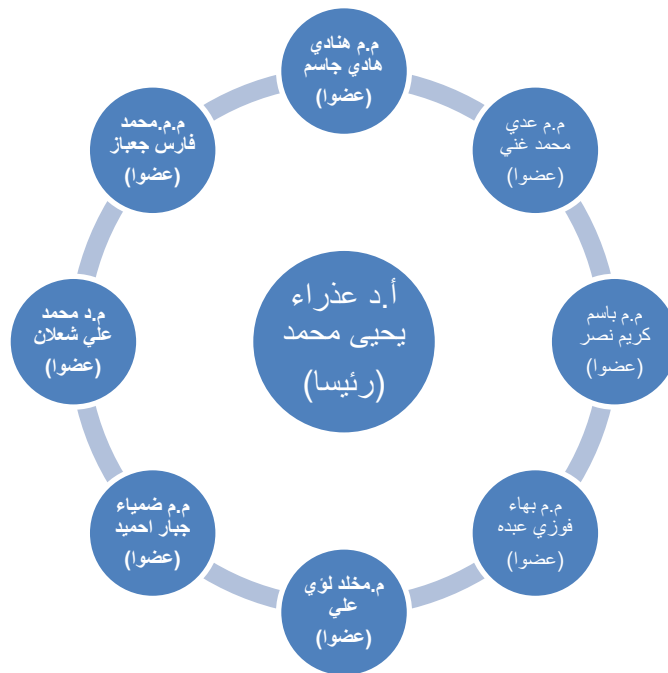 م.م هنادي
هادي جاسم
(عضوا)
م.م عدي
محمد غني
(عضوا)
م.م باسم
كريم نصر
(عضوا)
م.م بهاء
فوزي عبده
(عضوا)
م.مخلد لؤي
علي
(عضوا)
م.م ضمياء
جبار احميد
(عضوا)
م.د محمد
علي شعلان
(عضوا)
م.م.محمد
فارس جعباز
(عضوا)
أ.د عذراء
يحيى محمد
(رئيسا)